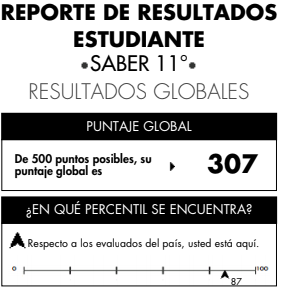 REPORTE DE RESULTADOS
ESTUDIANTE
•SABER 11°•
RESULTADOS GLOBALES
PUNTAJE GLOBAL
De 500 puntos posibles, su
puntaje global es
307
¿EN QUÉ PERCENTIL SE ENCUENTRA?
Respecto a los evaluados del país, usted está aquí.
0 100
87